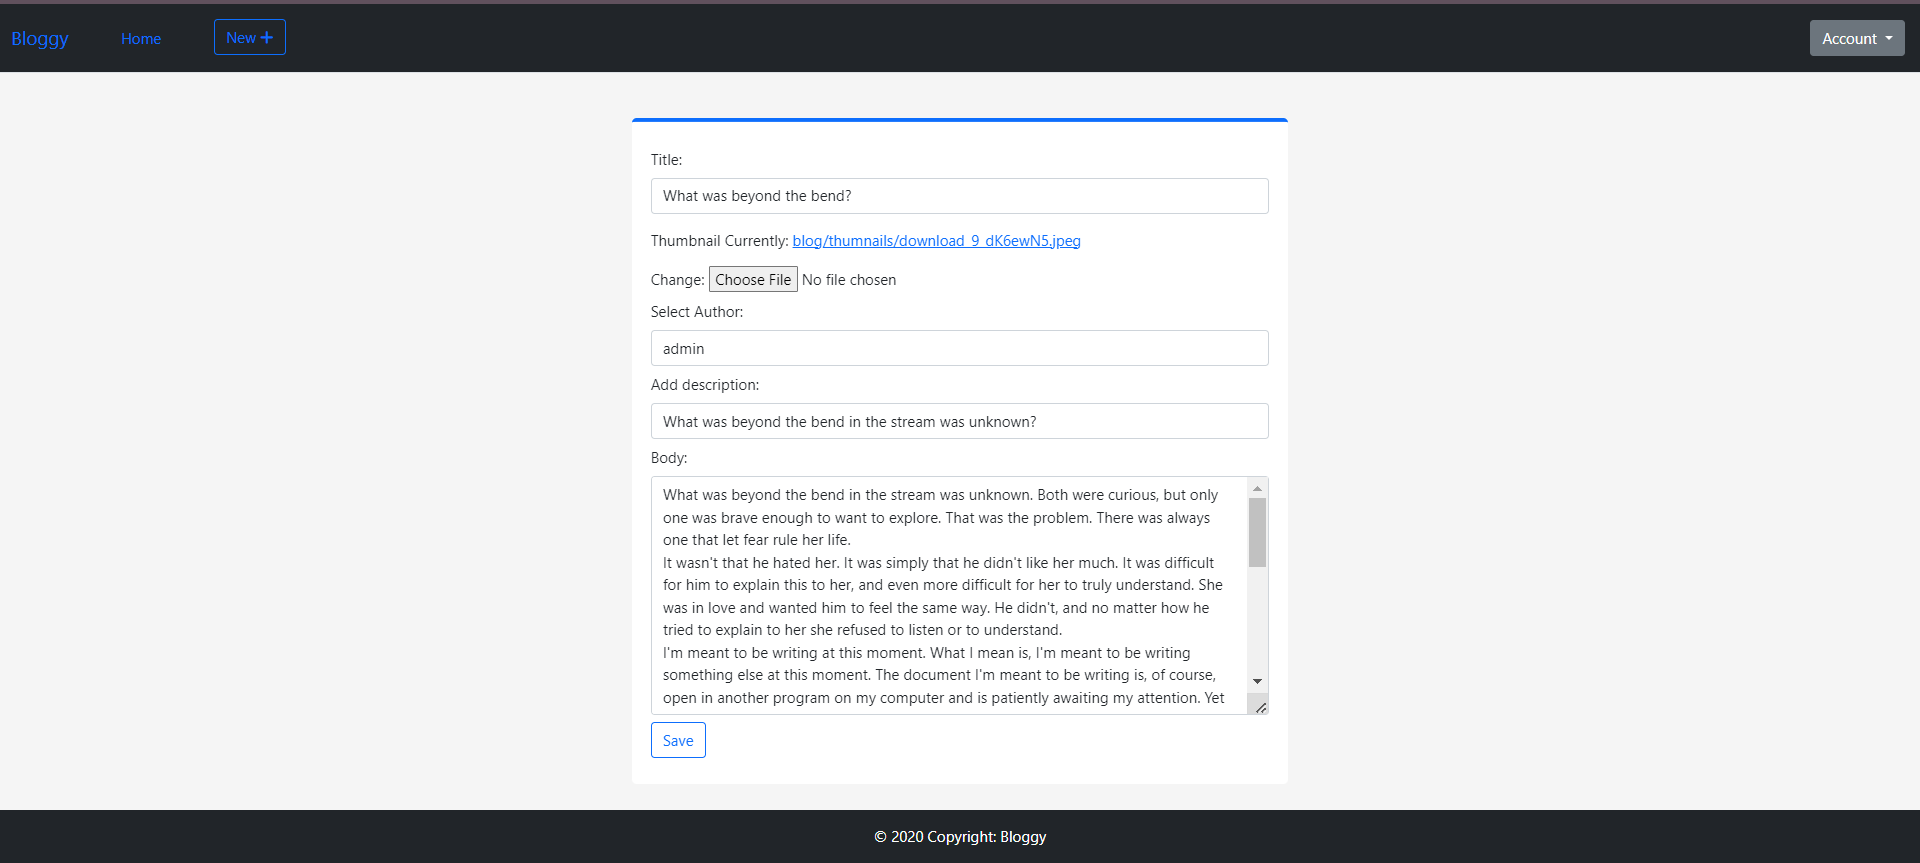 Bloggy Home New + Account
Title:
What was beyond the bend?
Thumbnail Currently: blog/thumnails/download_9_dK6ewN5.jpeg
Change: Choose File No file chosen
Select Author:
admin
Add description:
What was beyond the bend in the stream was unknown?
Body:
What was beyond the bend in the stream was unknown. Both were curious, but only
one was brave enough to want to explore. That was the problem. There was always
one that let fear rule her life.
It wasn't that he hated her. It was simply that he didn't like her much. It was difficult
for him to explain this to her, and even more difficult for her to truly understand. She
was in love and wanted him to feel the same way. He didn't, and no matter how he
tried to explain to her she refused to listen or to understand.
I'm meant to be writing at this moment. What I mean is, I'm meant to be writing
something else at this moment. The document I'm meant to be writing is, of course,
open in another program on my computer and is patiently awaiting my attention. Yet
Save
© 2020 Copyright: Bloggy